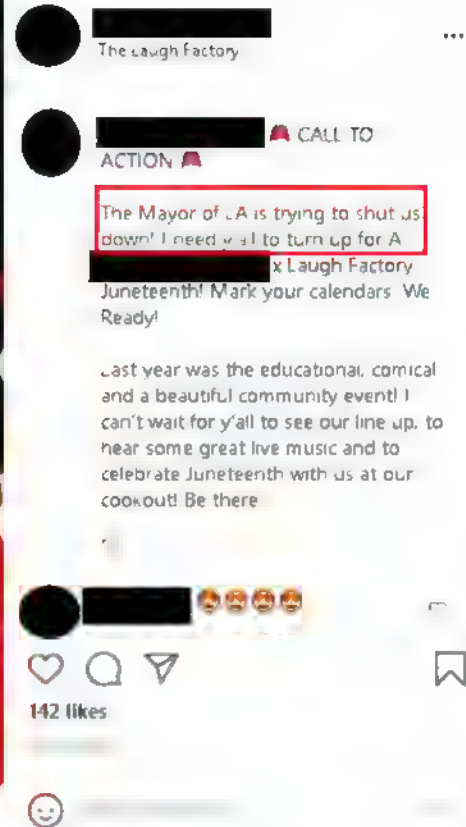 The Laugh Factory
🚨 CALL TO
ACTION 🚨
The Mayor of LA is trying to shut us
down! I need y'all to turn up for A
x Laugh Factory
Juneteenth! Mark your calendars. We
Ready!
Last year was the educational, comical
and a beautiful community event! I
can't wait for y'all to see our line up, to
hear some great live music and to
celebrate Juneteenth with us at our
cookout! Be there
🤩🤩🤩🤩
142 likes